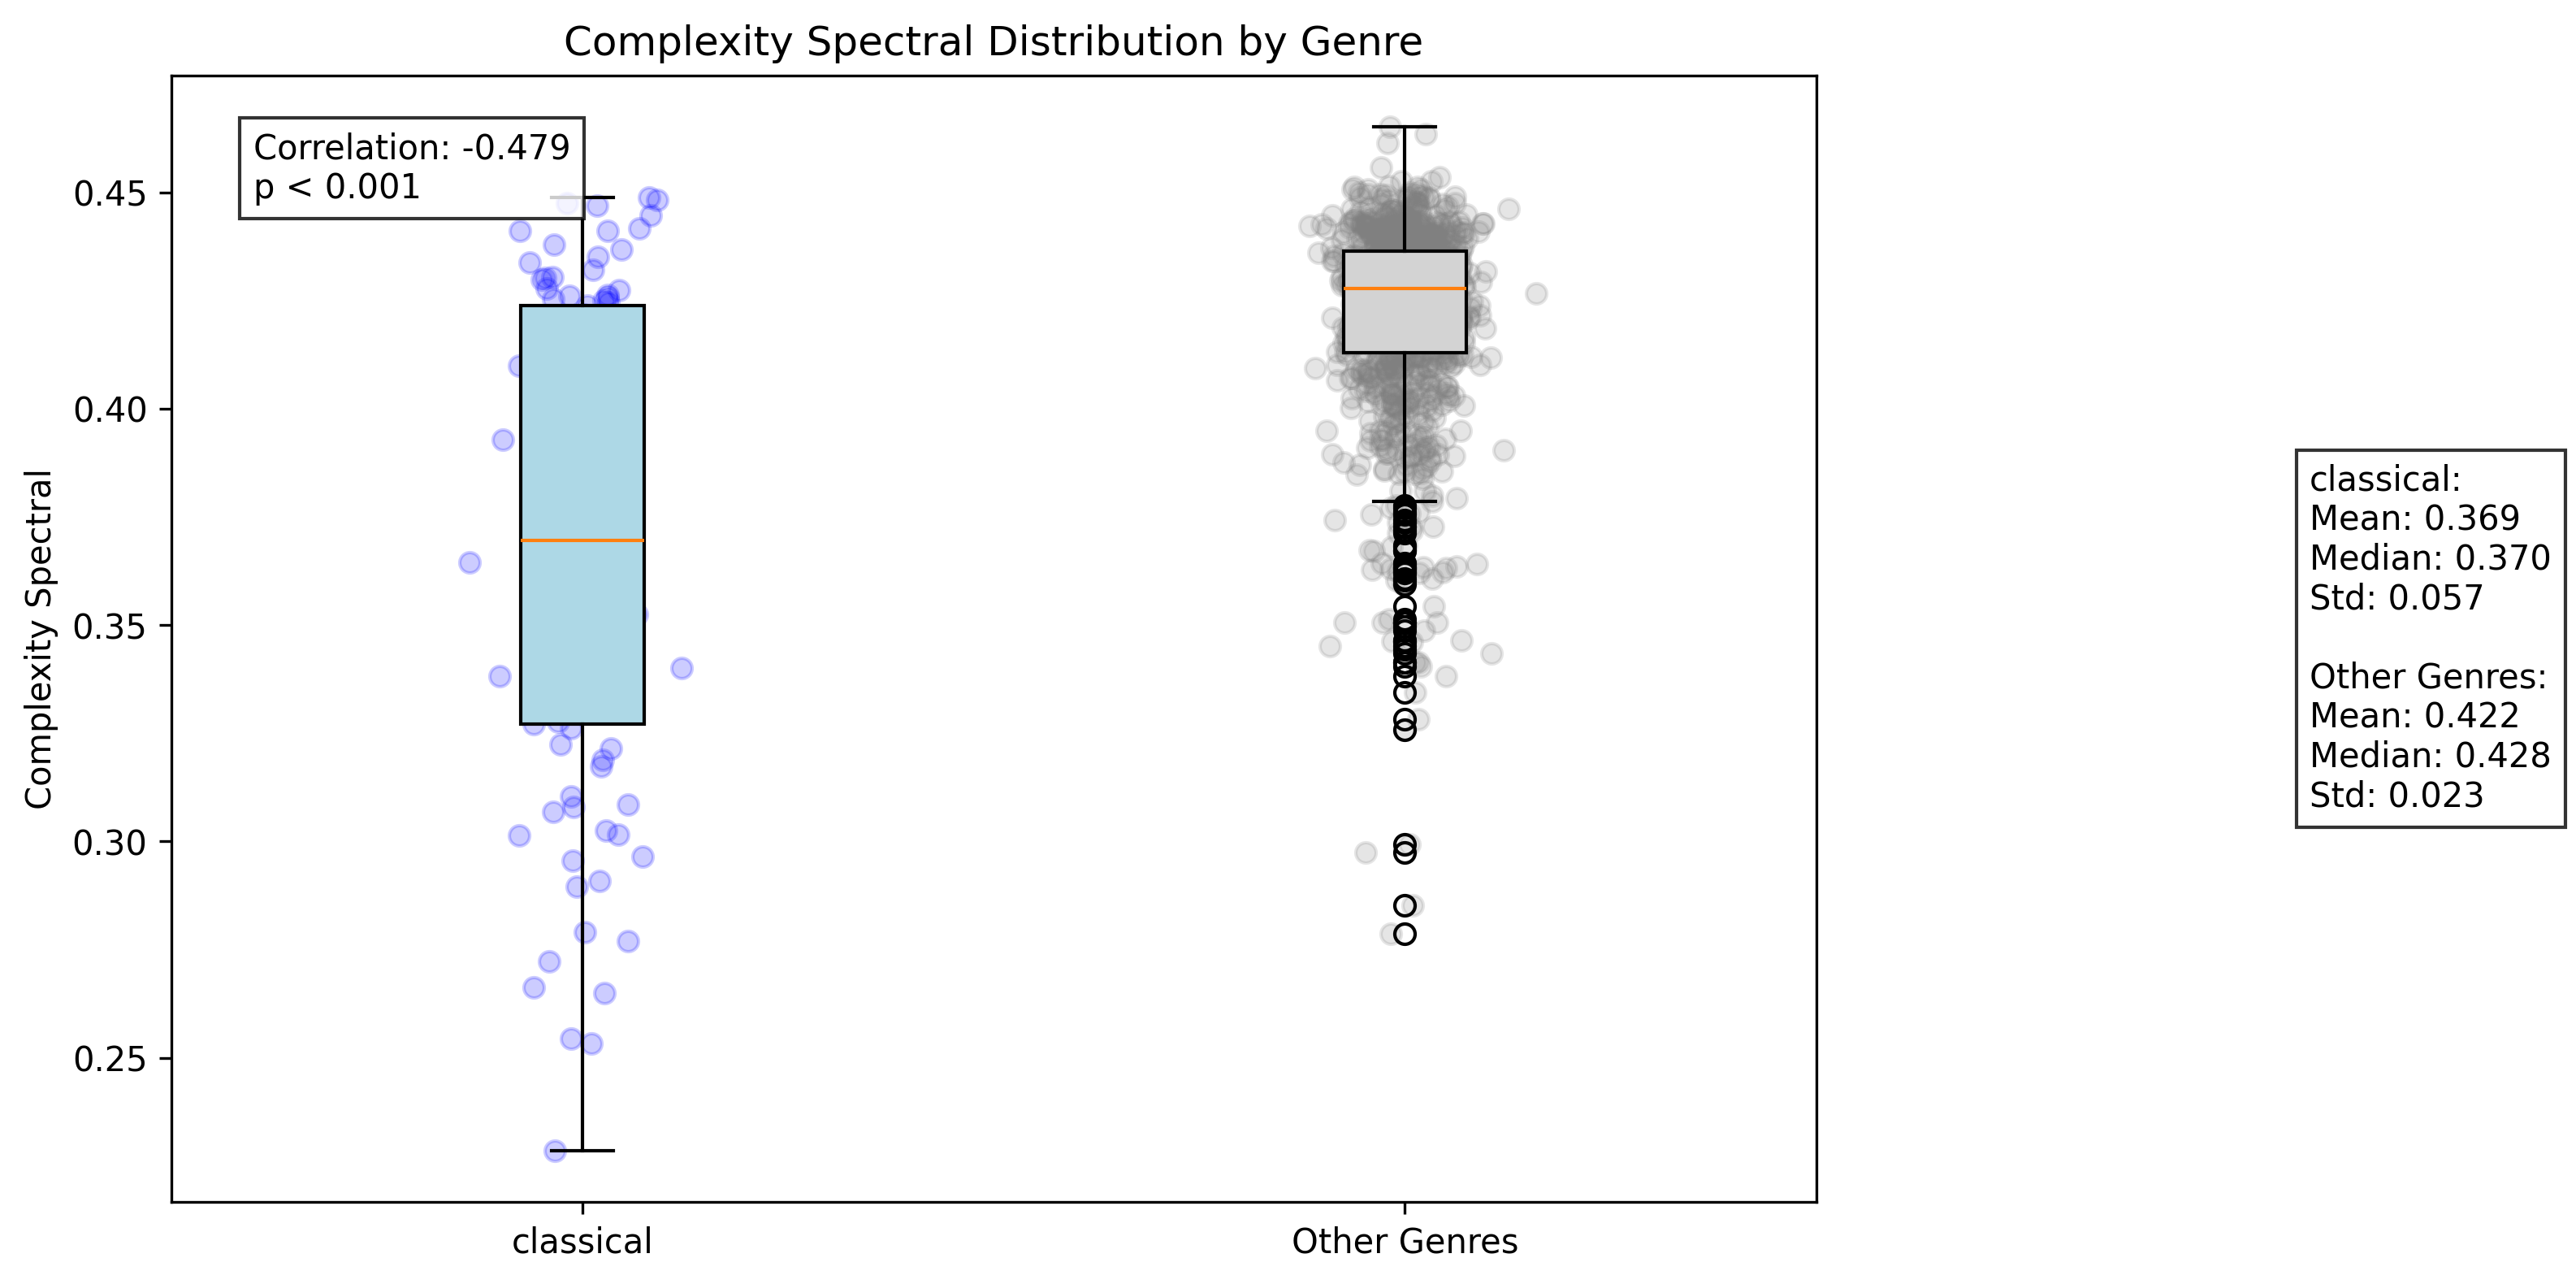 Complexity Spectral Distribution by Genre
Correlation: -0.479
p < 0.001
Complexity Spectral
0.45
0.40
0.35
0.30
0.25
classical
Other Genres
classical:
Mean: 0.369
Median: 0.370
Std: 0.057
Other Genres:
Mean: 0.422
Median: 0.428
Std: 0.023